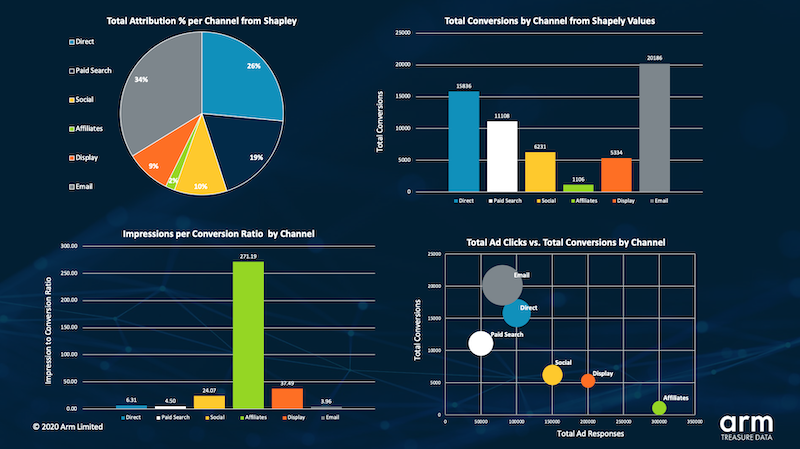 Total Attribution % per Channel from Shapley
Direct
Paid Search
Social
Affiliates
Display
Email
26%
19%
10%
2%
9%
34%
Total Conversions by Channel from Shapely Values
Total Conversions
25000
20000
15000
10000
5000
0
15836
11108
6231
1106
5334
20186
Direct
Paid Search
Social
Affiliates
Display
Email
Impressions per Conversion Ratio by Channel
Impression to Conversion Ratio
300.00
250.00
200.00
150.00
100.00
50.00
0.00
6.31
4.50
24.07
271.19
37.49
3.96
Direct
Paid Search
Social
Affiliates
Display
Email
Total Ad Clicks vs. Total Conversions by Channel
Total Conversions
25000
20000
15000
10000
5000
0
Email
Direct
Paid Search
Social
Display
Affiliates
0
50000
100000
150000
200000
250000
300000
350000
Total Ad Responses
© 2020 Arm Limited
arm
TREASURE DATA